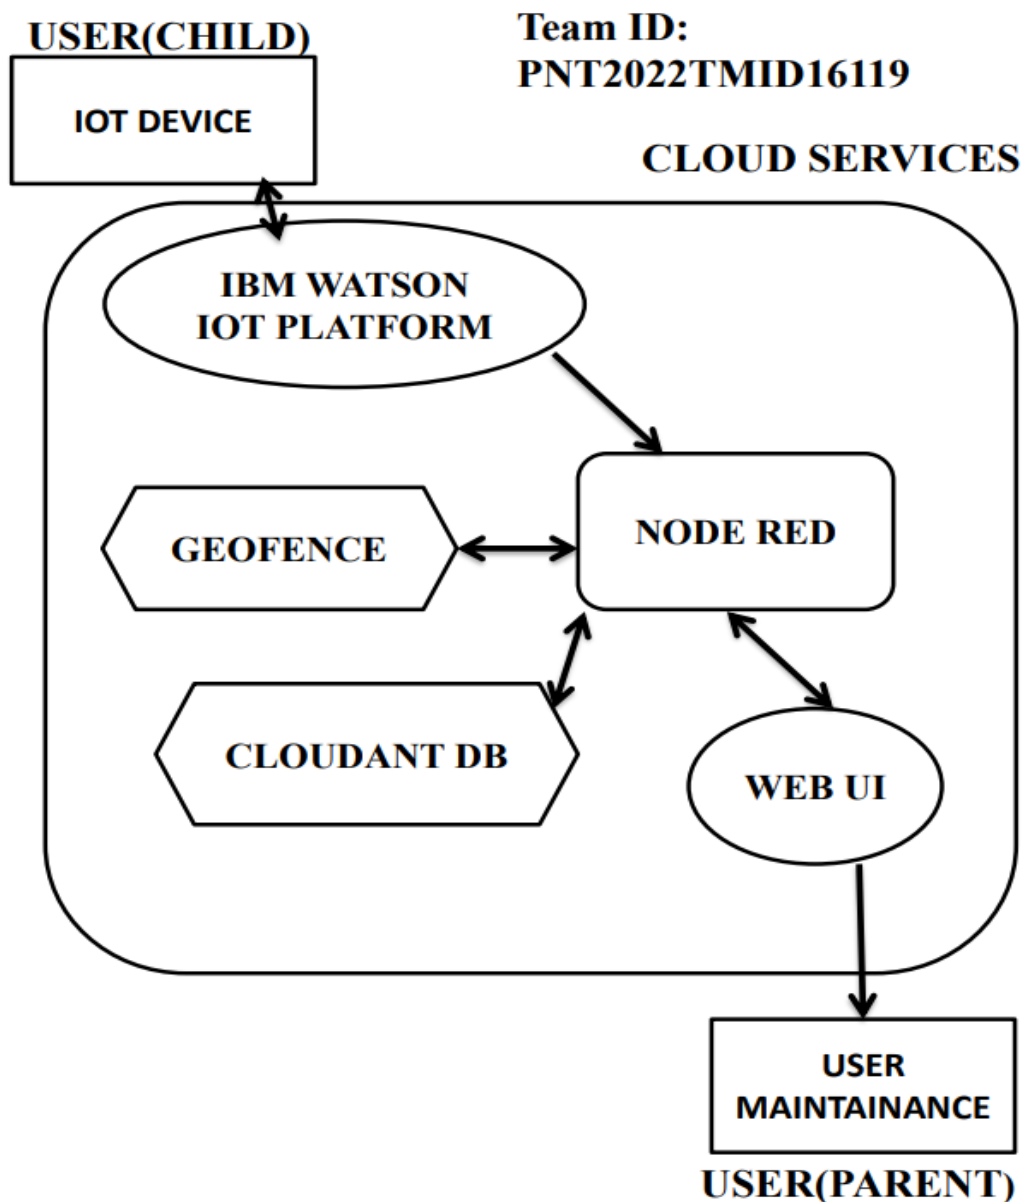 USER(CHILD)
Team ID:
PNT2022TMID16119
IOT DEVICE
CLOUD SERVICES
IBM WATSON
IOT PLATFORM
NODE RED
GEOFENCE
CLOUDANT DB
WEB UI
USER
MAINTAINANCE
USER(PARENT)